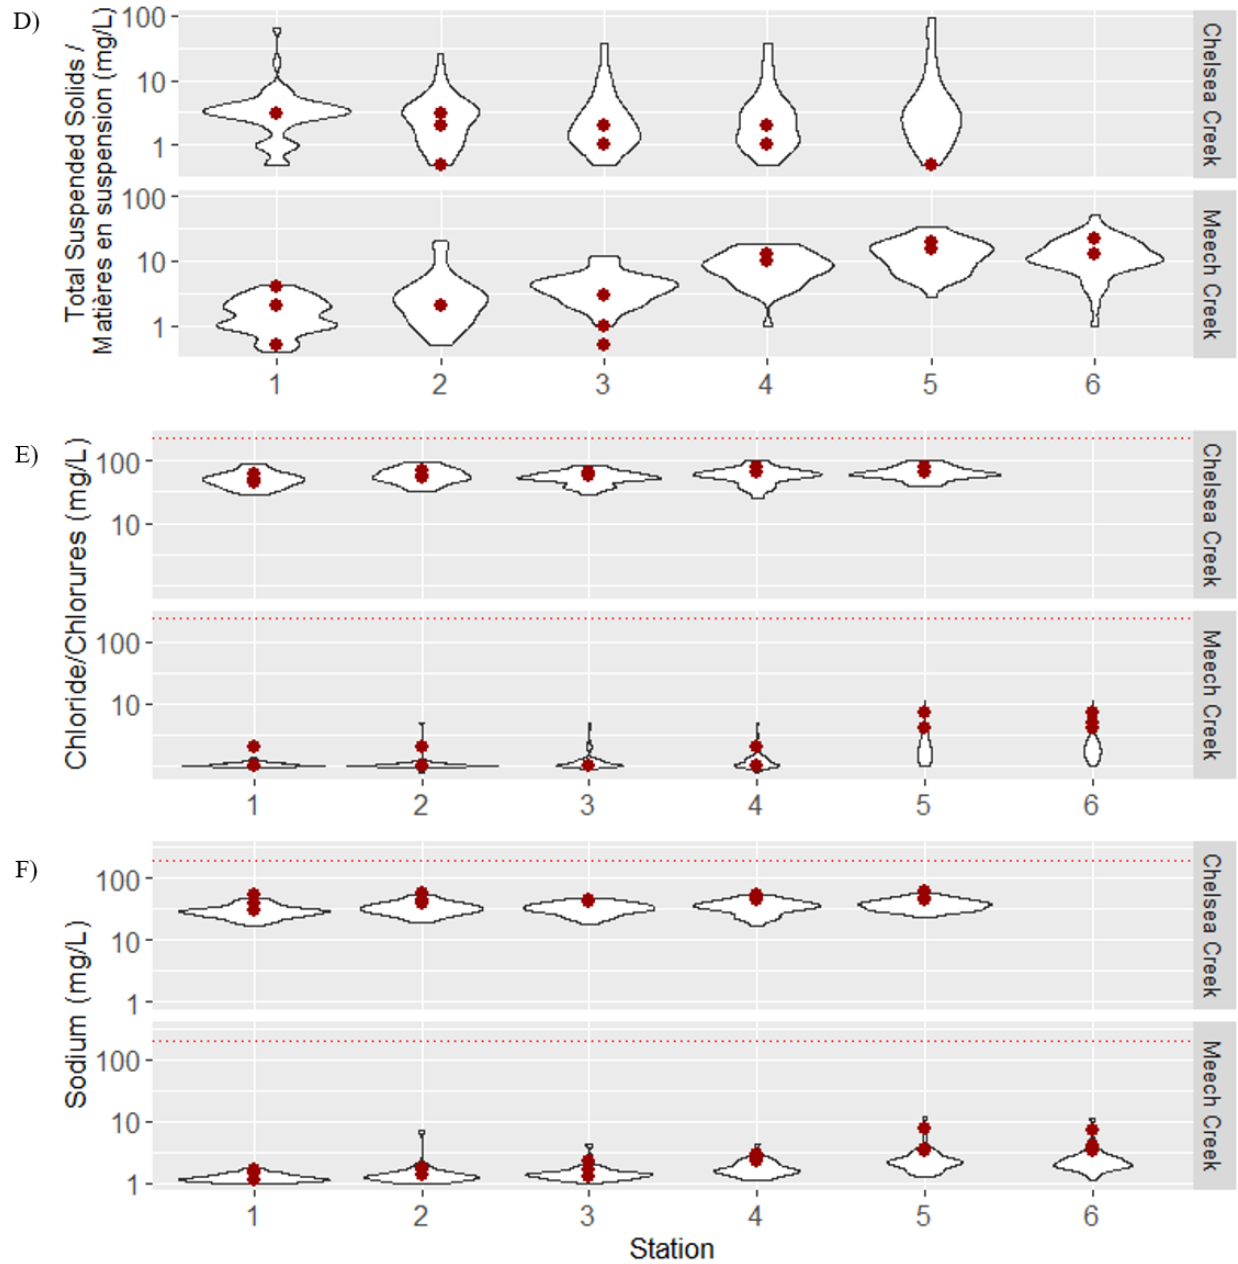 D)
Total Suspended Solids /
Matières en suspension (mg/L)
100
10
1
Chelsea Creek
100
10
1
Meech Creek
1 2 3 4 5 6
E)
Chloride/Chlorures (mg/L)
100
10
Chelsea Creek
100
10
Meech Creek
1 2 3 4 5 6
F)
Sodium (mg/L)
100
10
1
Chelsea Creek
100
10
1
Meech Creek
1 2 3 4 5 6
Station